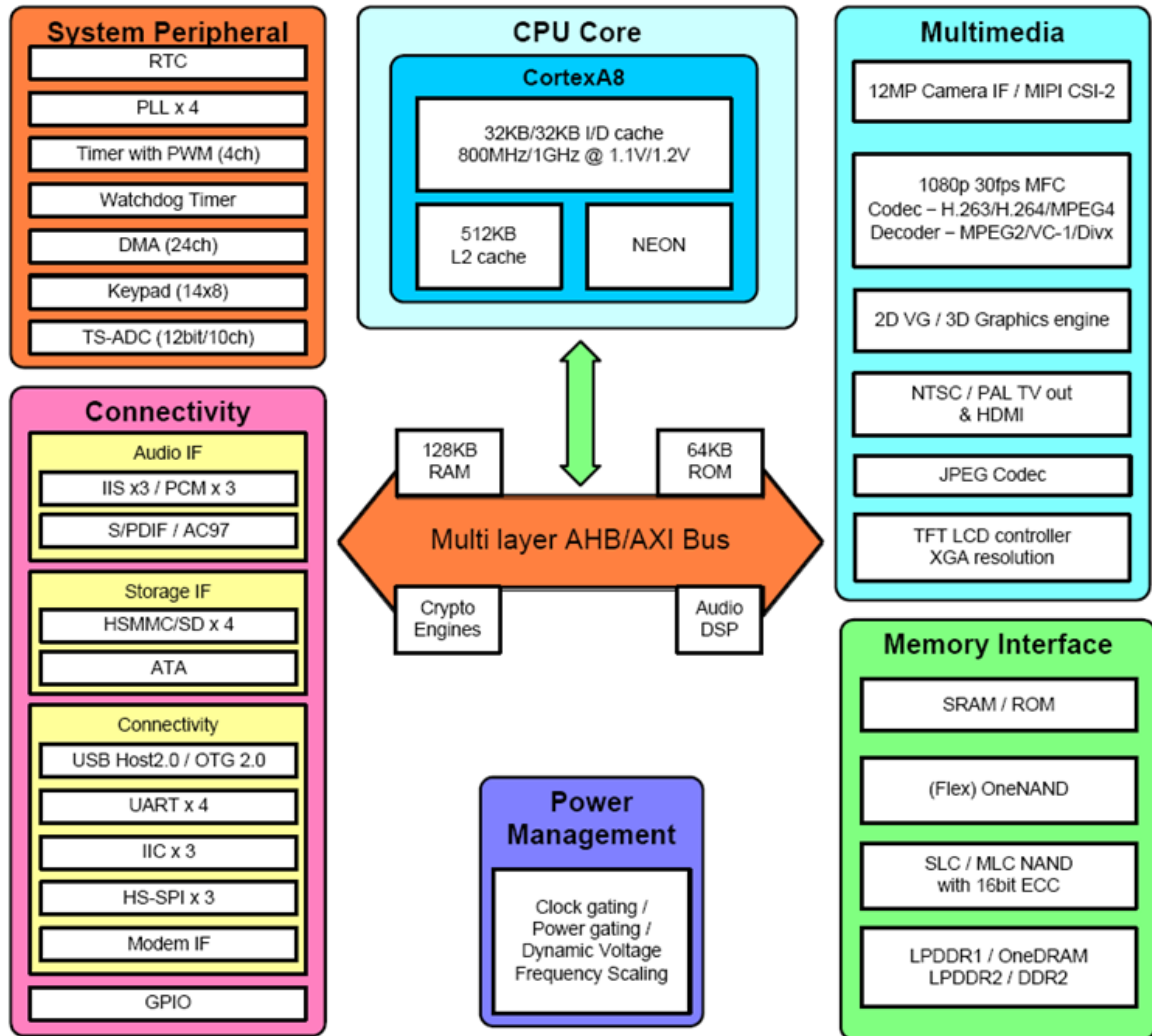 System Peripheral
RTC
PLL x 4
Timer with PWM (4ch)
Watchdog Timer
DMA (24ch)
Keypad (14x8)
TS-ADC (12bit/10ch)
CPU Core
CortexA8
32KB/32KB I/D cache
800MHz/1GHz @ 1.1V/1.2V
512KB
L2 cache
NEON
Multimedia
12MP Camera IF / MIPI CSI-2
1080p 30fps MFC
Codec – H.263/H.264/MPEG4
Decoder – MPEG2/VC-1/Divx
2D VG / 3D Graphics engine
NTSC / PAL TV out
& HDMI
JPEG Codec
TFT LCD controller
XGA resolution
Connectivity
Audio IF
IIS x3 / PCM x 3
S/PDIF / AC97
Storage IF
HSMMC/SD x 4
ATA
Connectivity
USB Host2.0 / OTG 2.0
UART x 4
IIC x 3
HS-SPI x 3
Modem IF
GPIO
128KB
RAM
64KB
ROM
Multi layer AHB/AXI Bus
Crypto
Engines
Audio
DSP
Power
Management
Clock gating /
Power gating /
Dynamic Voltage
Frequency Scaling
Memory Interface
SRAM / ROM
(Flex) OneNAND
SLC / MLC NAND
with 16bit ECC
LPDDR1 / OneDRAM
LPDDR2 / DDR2